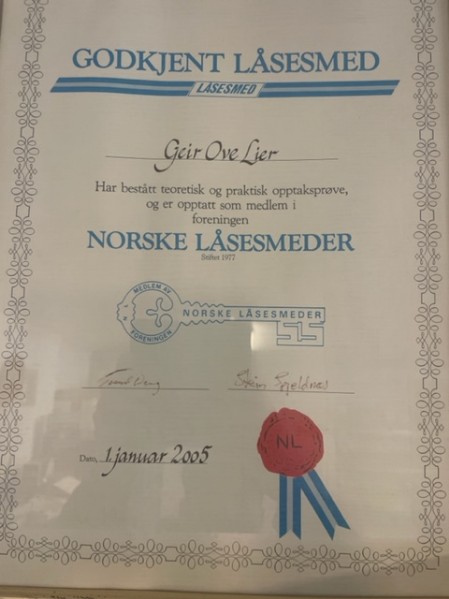 GODKJENT LÅSESMED
LÅSESMED
Geir Ove Lier
Har bestått teoretisk og praktisk opptaksprøve,
og er opptatt som medlem i
foreningen
NORSKE LÅSESMEDER
Stiftet 1977
MEDLEM AV
NORSKE LÅSESMEDER
FORENINGEN
Dato, 1. januar 2005
NL